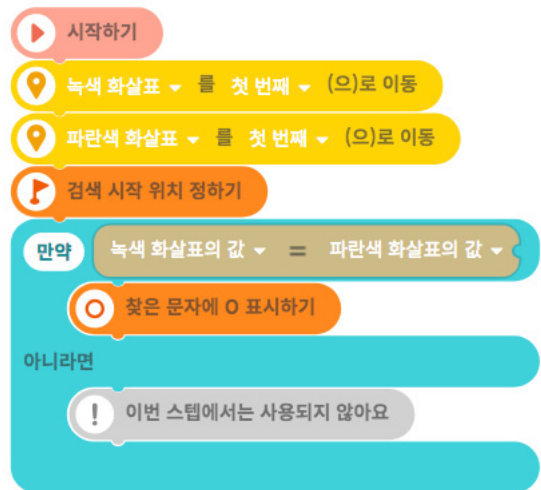 시작하기
녹색 화살표 를 첫 번째 (으)로 이동
파란색 화살표 를 첫 번째 (으)로 이동
검색 시작 위치 정하기
만약 녹색 화살표의 값 = 파란색 화살표의 값
찾은 문자에 O 표시하기
아니라면
! 이번 스텝에서는 사용되지 않아요